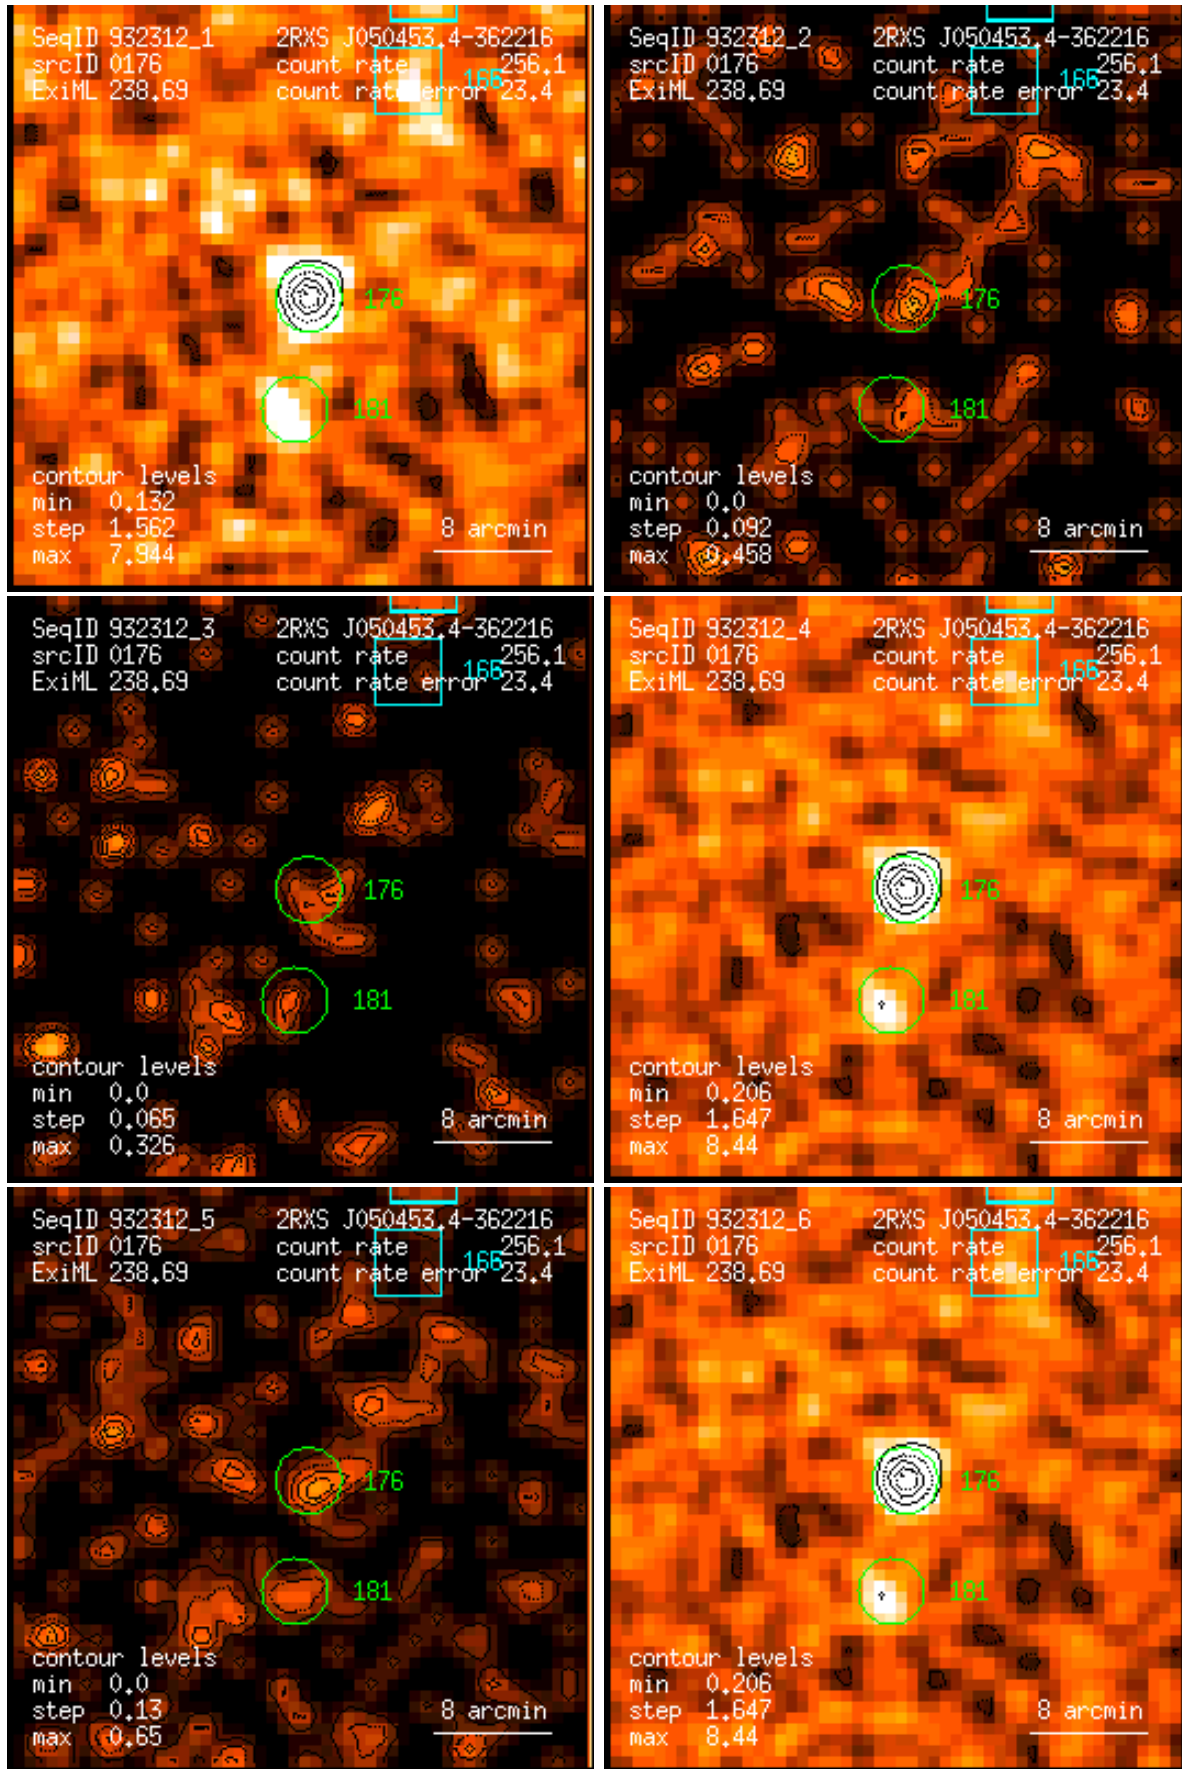 SeqID 932312_1 2RXS J050453.4-362216
srcID 0176 count rate 256.1
ExiML 238.69 count rate error 23.4
176
181
contour levels
min 0.132
step 1.562
max 7.944
8 arcmin
SeqID 932312_2 2RXS J050453.4-362216
srcID 0176 count rate 256.1
ExiML 238.69 count rate error 23.4
176
181
contour levels
min 0.0
step 0.092
max 0.458
8 arcmin
SeqID 932312_3 2RXS J050453.4-362216
srcID 0176 count rate 256.1
ExiML 238.69 count rate error 23.4
176
181
contour levels
min 0.0
step 0.065
max 0.326
8 arcmin
SeqID 932312_4 2RXS J050453.4-362216
srcID 0176 count rate 256.1
ExiML 238.69 count rate error 23.4
176
181
contour levels
min 0.206
step 1.647
max 8.44
8 arcmin
SeqID 932312_5 2RXS J050453.4-362216
srcID 0176 count rate 256.1
ExiML 238.69 count rate error 23.4
176
181
contour levels
min 0.0
step 0.13
max 0.65
8 arcmin
SeqID 932312_6 2RXS J050453.4-362216
srcID 0176 count rate 256.1
ExiML 238.69 count rate error 23.4
176
181
contour levels
min 0.206
step 1.647
max 8.44
8 arcmin